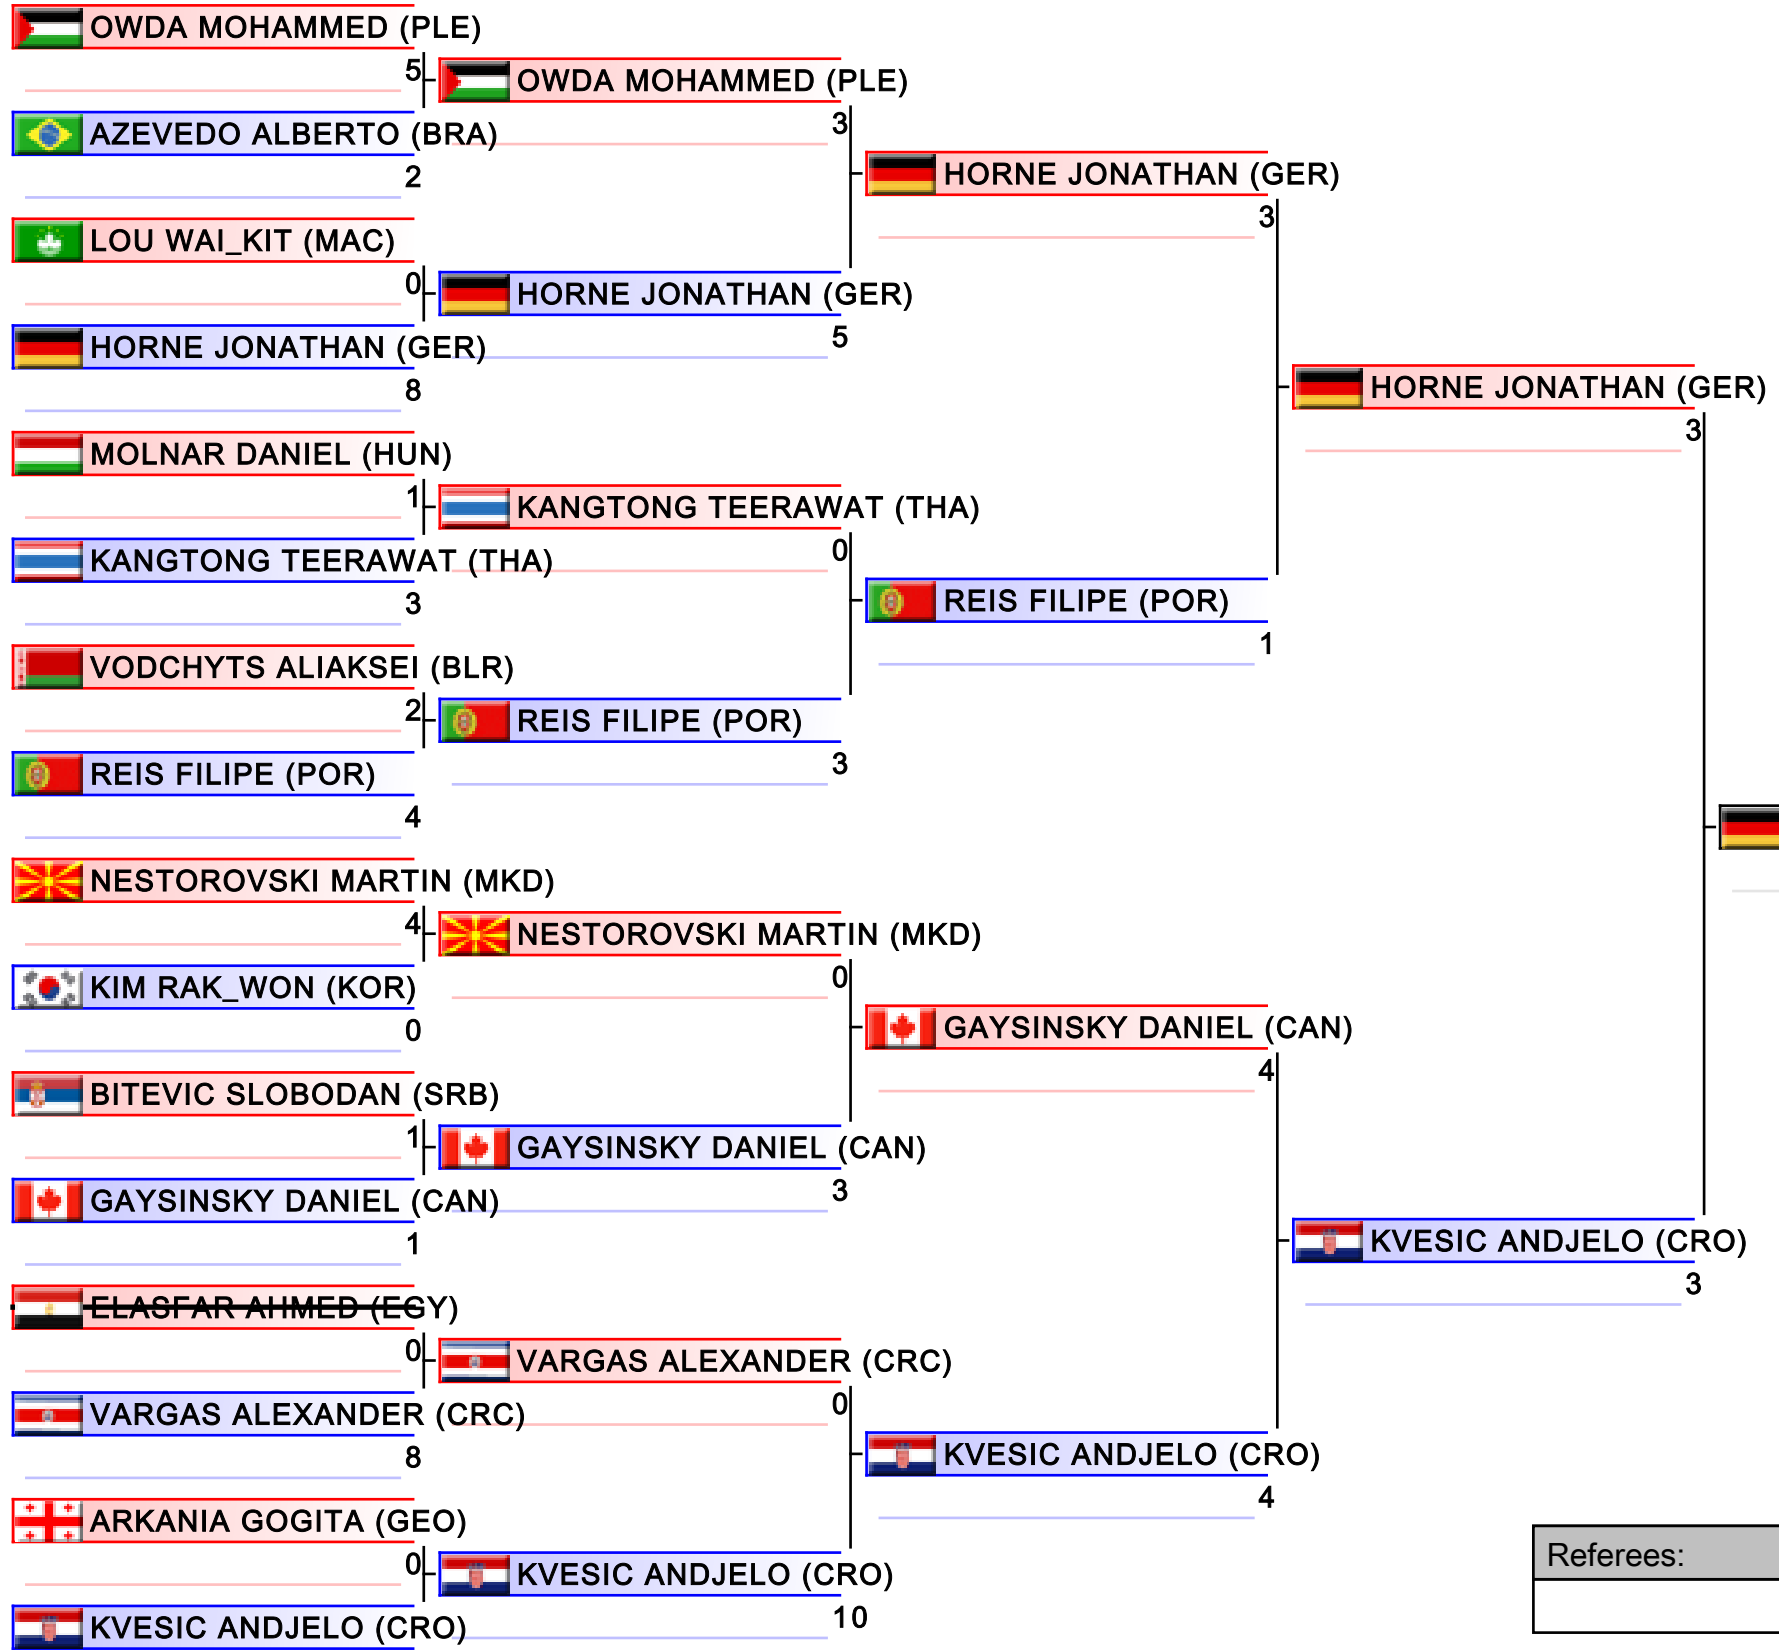 OWDA MOHAMMED (PLE)
5
AZEVEDO ALBERTO (BRA)
2
LOU WAI_KIT (MAC)
0
HORNE JONATHAN (GER)
8
MOLNAR DANIEL (HUN)
1
KANGTONG TEERAWAT (THA)
3
VODCHYTS ALIAKSEI (BLR)
2
REIS FILIPE (POR)
4
NESTOROVSKI MARTIN (MKD)
4
KIM RAK_WON (KOR)
0
BITEVIC SLOBODAN (SRB)
1
GAYSINSKY DANIEL (CAN)
1
ELASFAR AHMED (EGY)
0
VARGAS ALEXANDER (CRC)
8
ARKANIA GOGITA (GEO)
0
KVESIC ANDJELO (CRO)
OWDA MOHAMMED (PLE)
3
HORNE JONATHAN (GER)
5
KANGTONG TEERAWAT (THA)
0
REIS FILIPE (POR)
3
NESTOROVSKI MARTIN (MKD)
0
GAYSINSKY DANIEL (CAN)
3
VARGAS ALEXANDER (CRC)
0
KVESIC ANDJELO (CRO)
10
HORNE JONATHAN (GER)
3
REIS FILIPE (POR)
1
GAYSINSKY DANIEL (CAN)
4
KVESIC ANDJELO (CRO)
4
HORNE JONATHAN (GER)
3
KVESIC ANDJELO (CRO)
3
Referees: